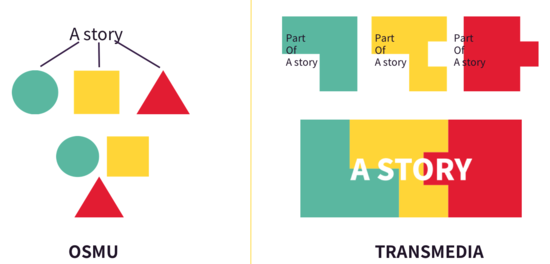 A story
OSMU
Part
Of
A story
Part
Of
A story
Part
Of
A story
A STORY
TRANSMEDIA